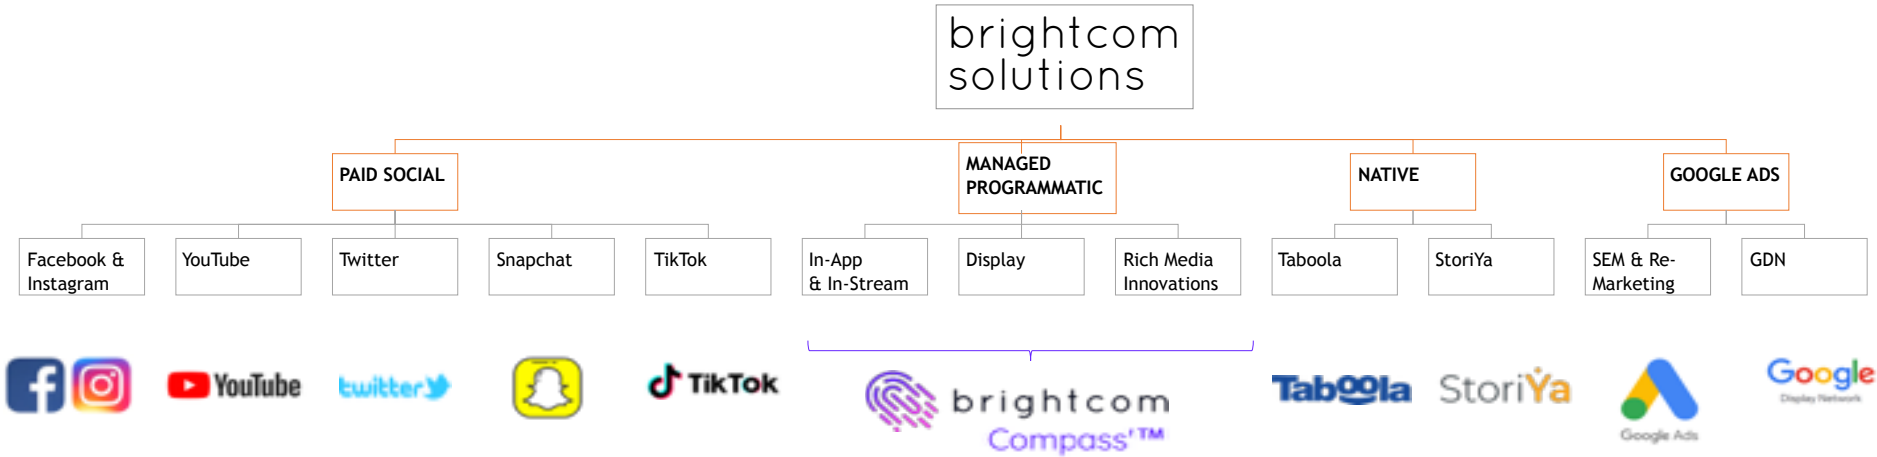 brightcom
solutions
PAID SOCIAL
MANAGED
PROGRAMMATIC
NATIVE
GOOGLE ADS
Facebook &
Instagram
YouTube
Twitter
Snapchat
TikTok
In-App
& In-Stream
Display
Rich Media
Innovations
Taboola
StoriYa
SEM & Re-
Marketing
GDN
YouTube
twitter
TikTok
brightcom
Compass'™
Taboola
StoriYa
Google Ads
Google
Display Network